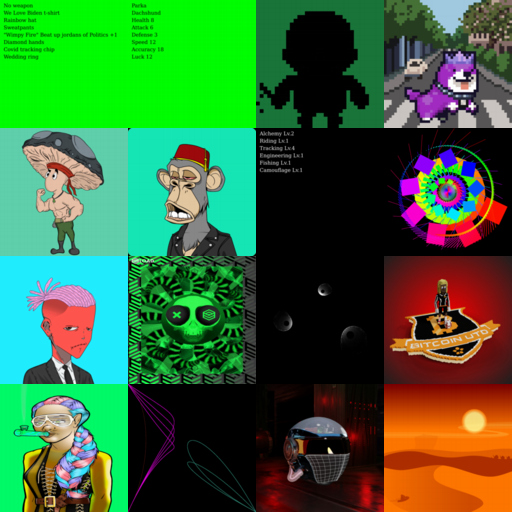 No weapon
We Love Biden t-shirt
Rainbow hat
Sweatpants
"Wimpy Fire" Beat up jordans of Politics +1
Diamond hands
Covid tracking chip
Wedding ring
Perks
Dachshund
Health 8
Attack 6
Defense 3
Speed 13
Accuracy 10
Luck 12
Alchemy Lv.2
Riding Lv.1
Tracking Lv.4
Engineering Lv.1
Fishing Lv.1
Camouflage Lv.1
BITCOIN UTD